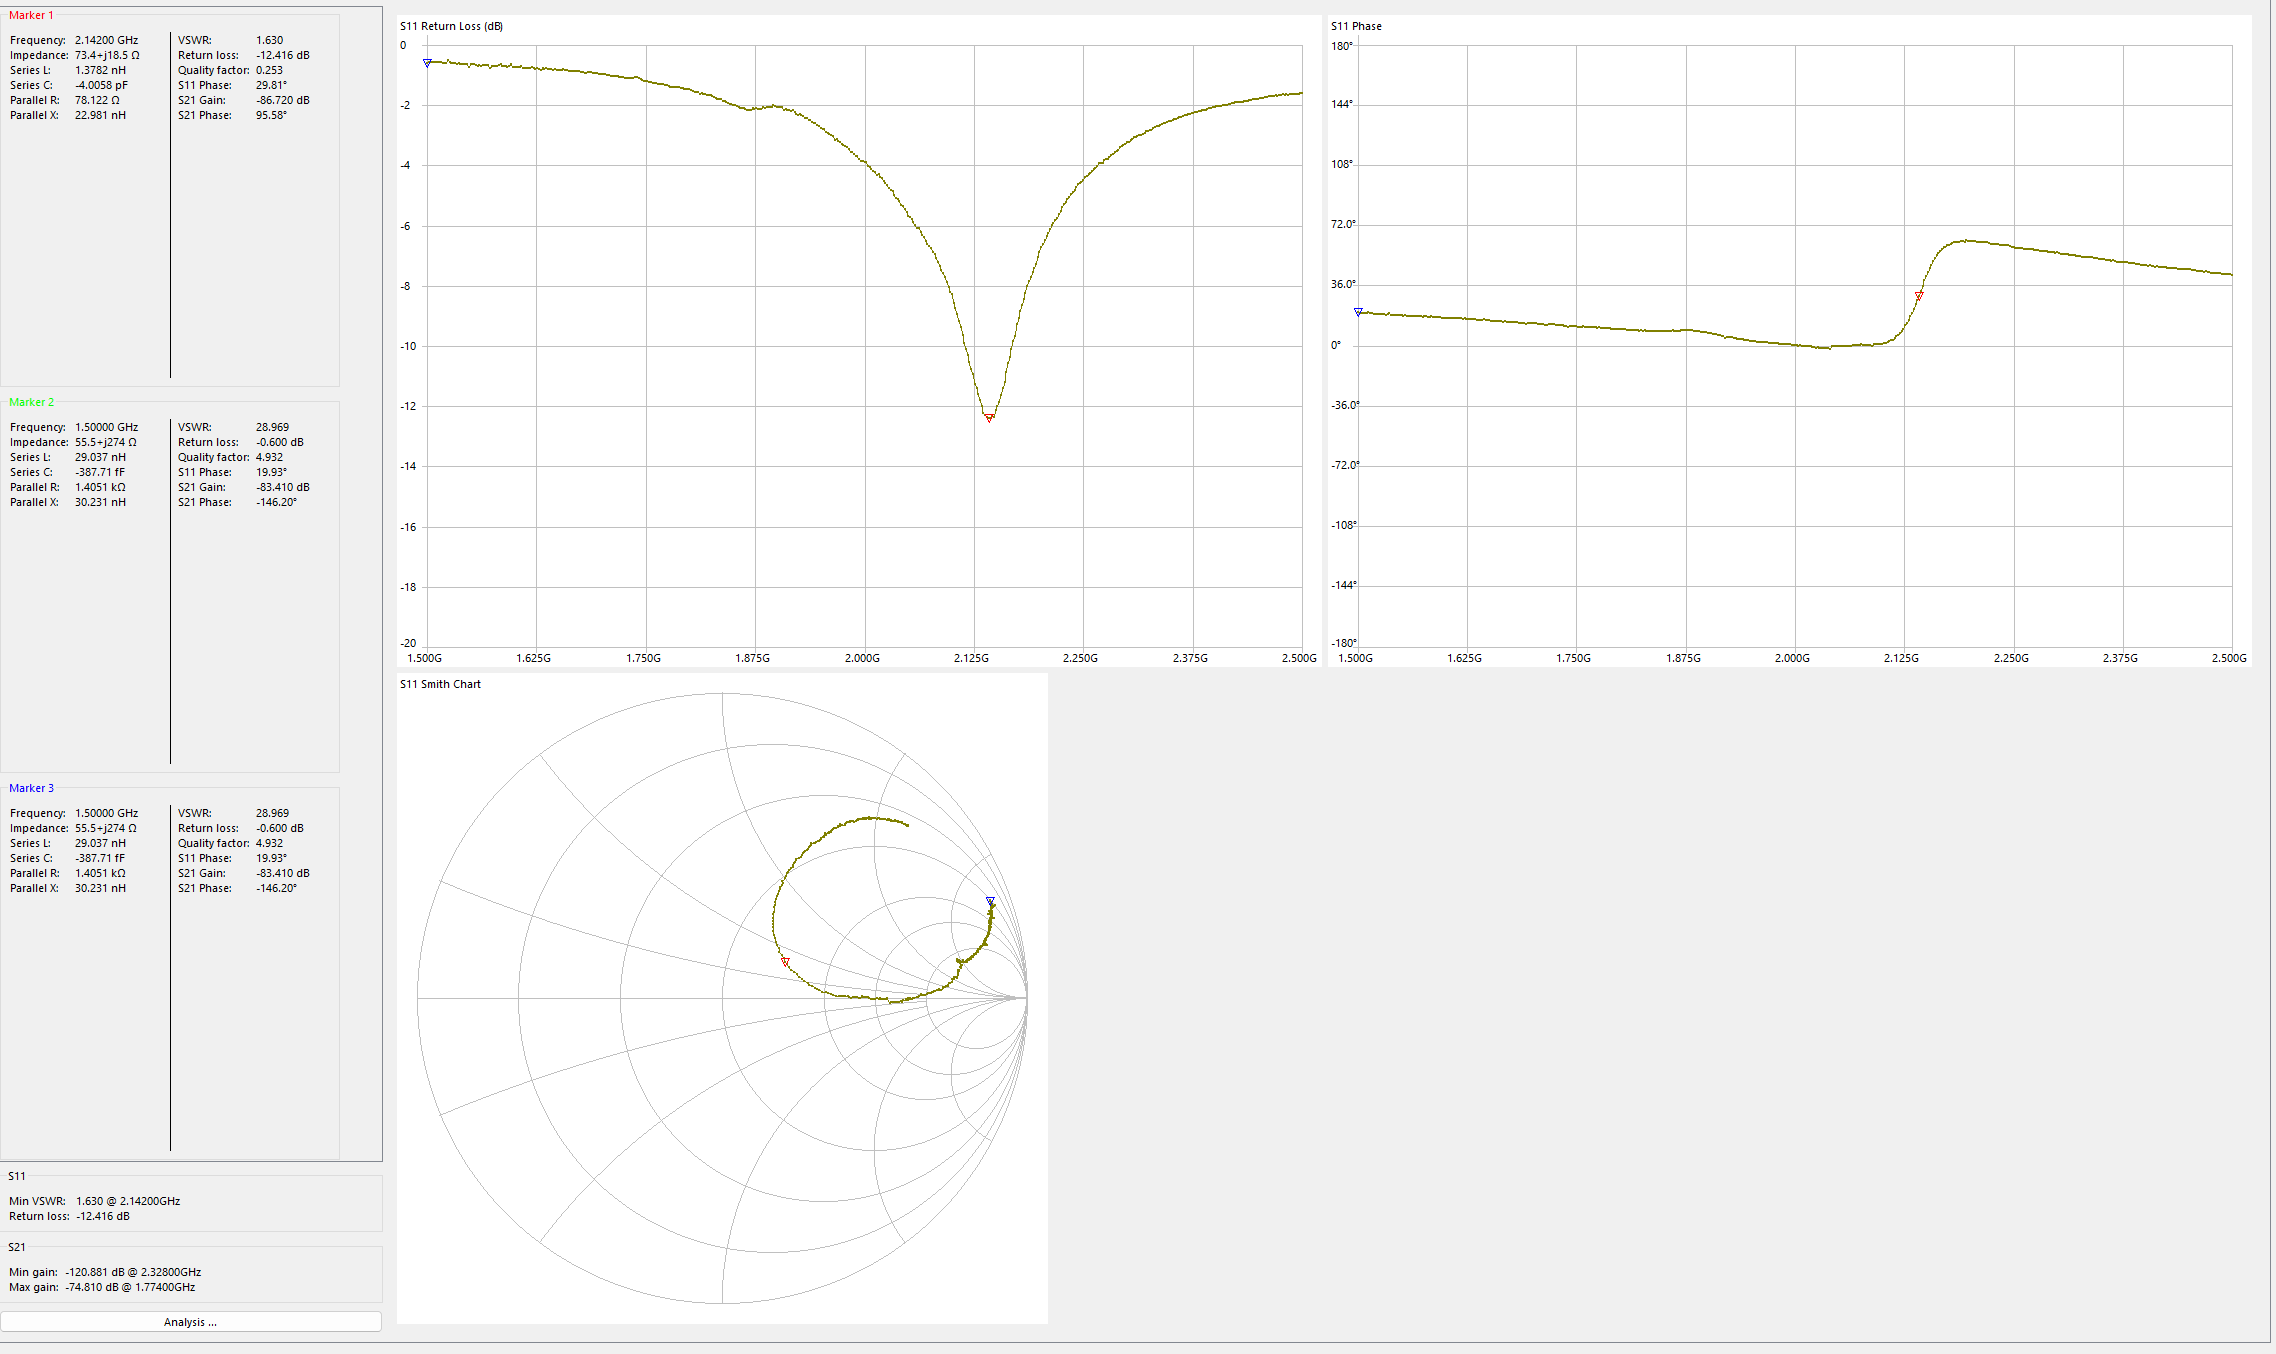 Marker 1
Frequency: 2.14200 GHz VSWR: 1.630
Impedance: 73.4+j18.5 Ω Return loss: -12.416 dB
Series L: 1.3782 nH Quality factor: 0.253
Series C: -4.0058 pF S11 Phase: 29.81°
Parallel R: 78.122 Ω S21 Gain: -86.720 dB
Parallel X: 22.981 nH S21 Phase: 95.58°
Marker 2
Frequency: 1.50000 GHz VSWR: 28.969
Impedance: 55.5+j274 Ω Return loss: -0.600 dB
Series L: 29.037 nH Quality factor: 4.932
Series C: -387.71 fF S11 Phase: 19.93°
Parallel R: 1.4051 kΩ S21 Gain: -83.410 dB
Parallel X: 30.231 nH S21 Phase: -146.20°
Marker 3
Frequency: 1.50000 GHz VSWR: 28.969
Impedance: 55.5+j274 Ω Return loss: -0.600 dB
Series L: 29.037 nH Quality factor: 4.932
Series C: -387.71 fF S11 Phase: 19.93°
Parallel R: 1.4051 kΩ S21 Gain: -83.410 dB
Parallel X: 30.231 nH S21 Phase: -146.20°
S11
Min VSWR: 1.630 @ 2.14200GHz
Return loss: -12.416 dB
S21
Min gain: -120.881 dB @ 2.32800GHz
Max gain: -74.810 dB @ 1.77400GHz
Analysis ...
S11 Return Loss (dB)
0
-2
-4
-6
-8
-10
-12
-14
-16
-18
-20
1.500G 1.625G 1.750G 1.875G 2.000G 2.125G 2.250G 2.375G 2.500G
S11 Phase
180°
144°
108°
72.0°
36.0°
0°
-36.0°
-72.0°
-108°
-144°
-180°
1.500G 1.625G 1.750G 1.875G 2.000G 2.125G 2.250G 2.375G 2.500G
S11 Smith Chart